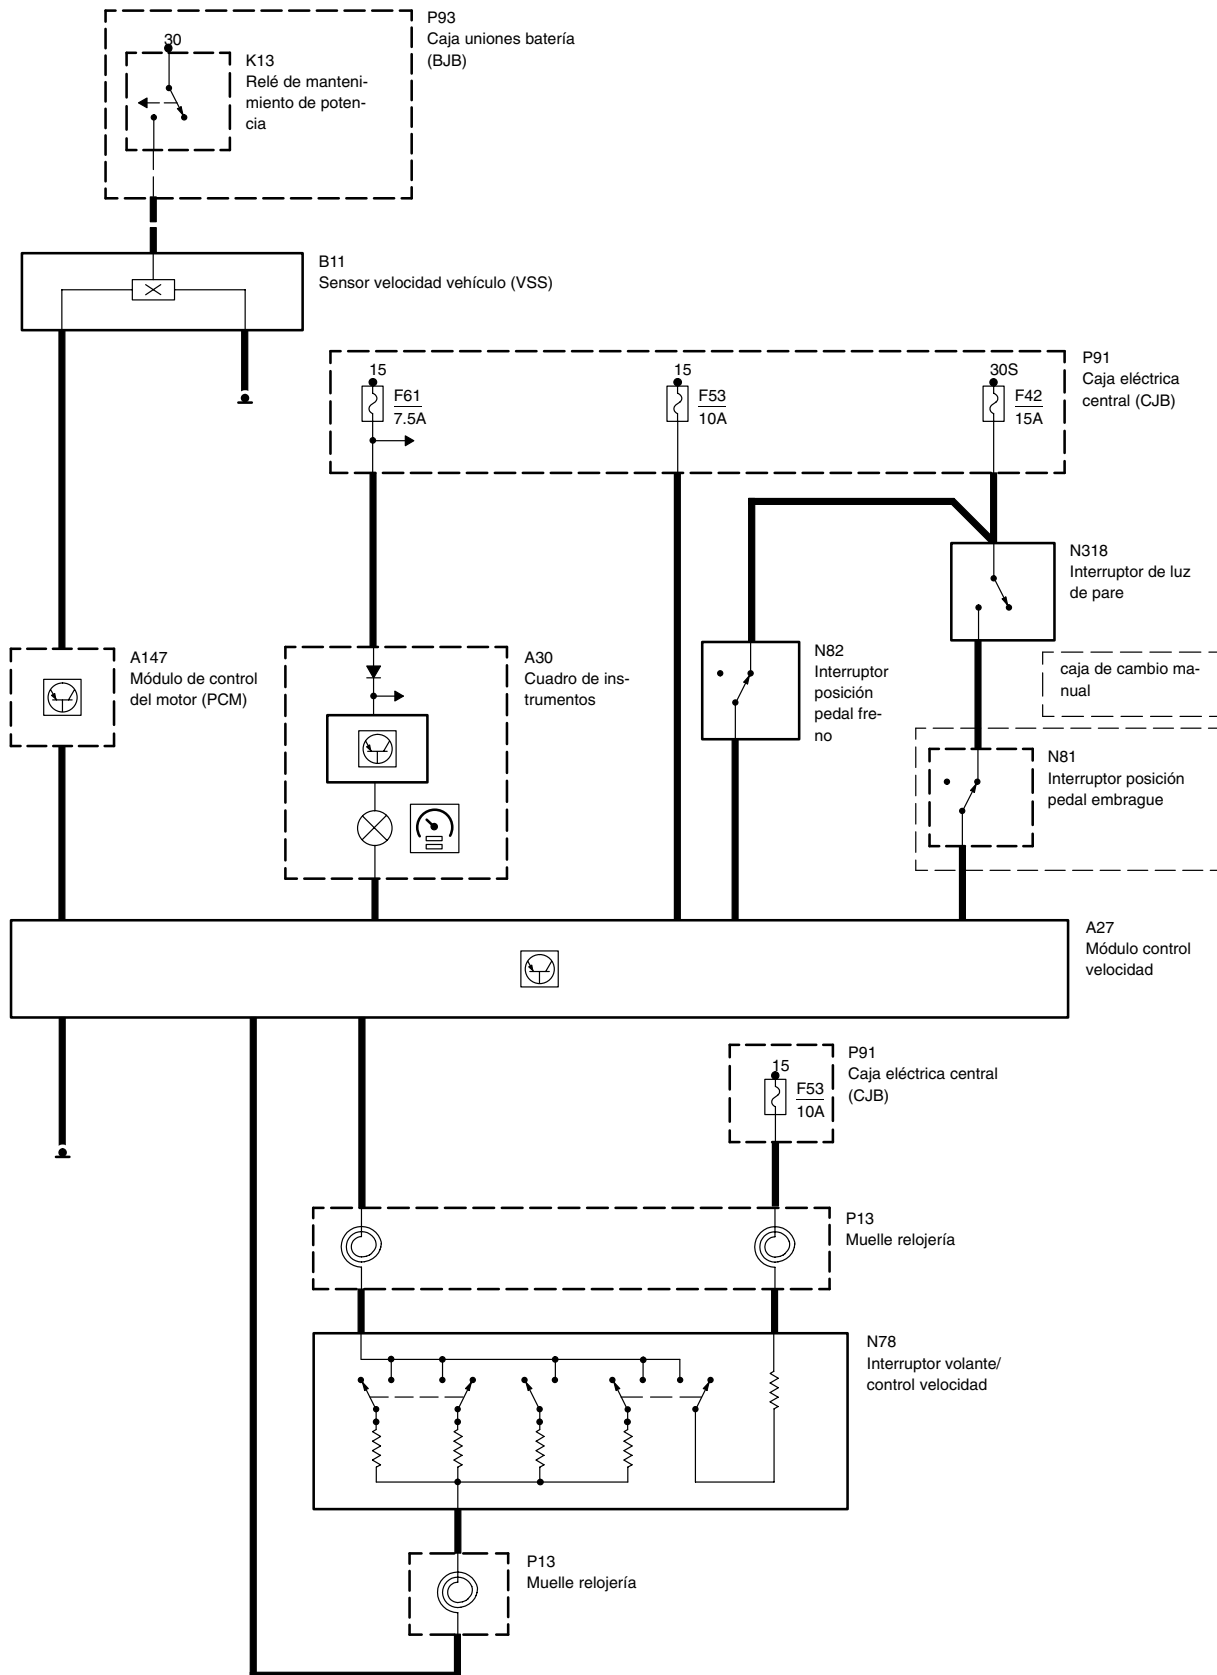 P93
Caja uniones batería
(BJB)
30
K13
Relé de manteni-
miento de poten-
cia
B11
Sensor velocidad vehículo (VSS)
P91
Caja eléctrica
central (CJB)
15
F61
7.5A
15
F53
10A
30S
F42
15A
N318
Interruptor de luz
de pare
A147
Módulo de control
del motor (PCM)
A30
Cuadro de ins-
trumentos
N82
Interruptor
posición
pedal fre-
no
caja de cambio ma-
nual
N81
Interruptor posición
pedal embrague
A27
Módulo control
velocidad
P91
Caja eléctrica central
(CJB)
15
F53
10A
P13
Muelle relojería
N78
Interruptor volante/
control velocidad
P13
Muelle relojería